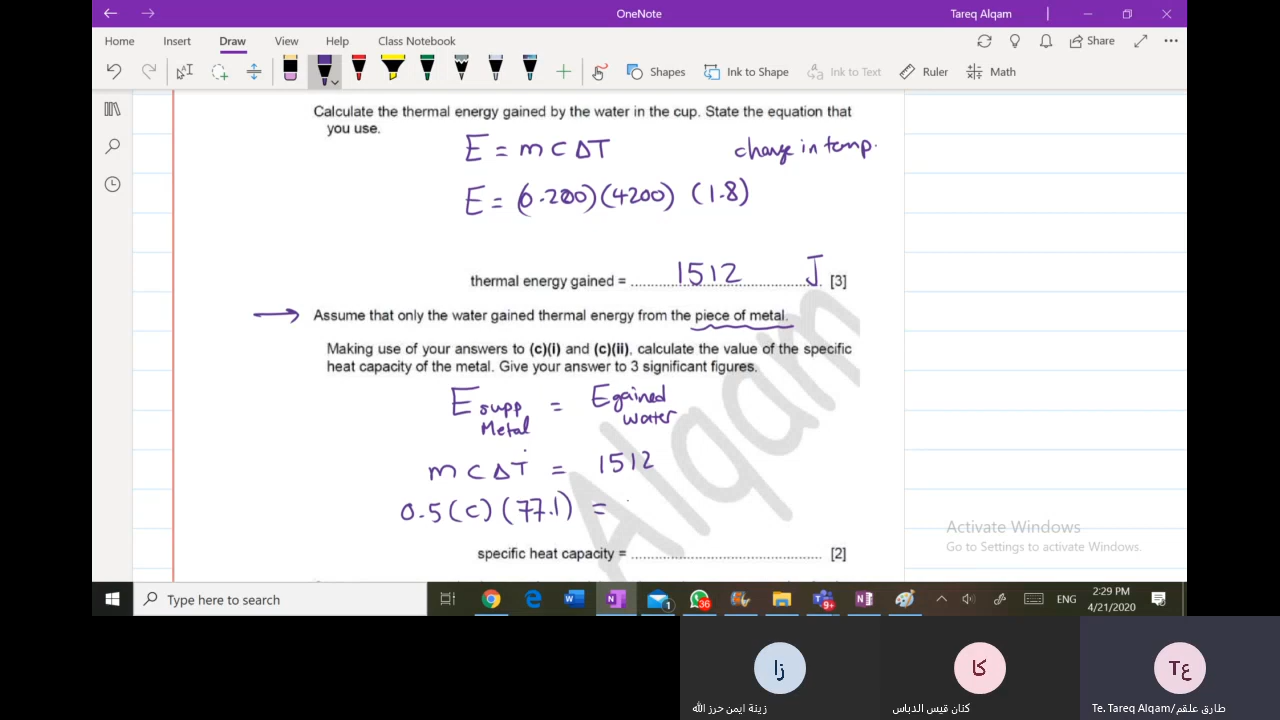 OneNote
Tareq Alqam
Home Insert Draw View Help Class Notebook
Share
Shapes Ink to Shape Ink to Text Ruler Math
Calculate the thermal energy gained by the water in the cup. State the equation that
you use.
E = m c ΔT change in temp.
E = (0.200)(4200) (1.8)
thermal energy gained = 1512 J [3]
Assume that only the water gained thermal energy from the piece of metal.
Making use of your answers to (c)(i) and (c)(ii), calculate the value of the specific
heat capacity of the metal. Give your answer to 3 significant figures.
E supp = E gained
Metal water
m c ΔT = 1512
0.5 (c) (77.1) =
specific heat capacity = [2]
Alqam
Activate Windows
Go to Settings to activate Windows.
Type here to search
1 36 9+
ENG
2:29 PM
4/21/2020
زا كا طع
زينة ايمن حرز الله كنان قيس الدباس Te. Tareq Alqam/طارق علقم